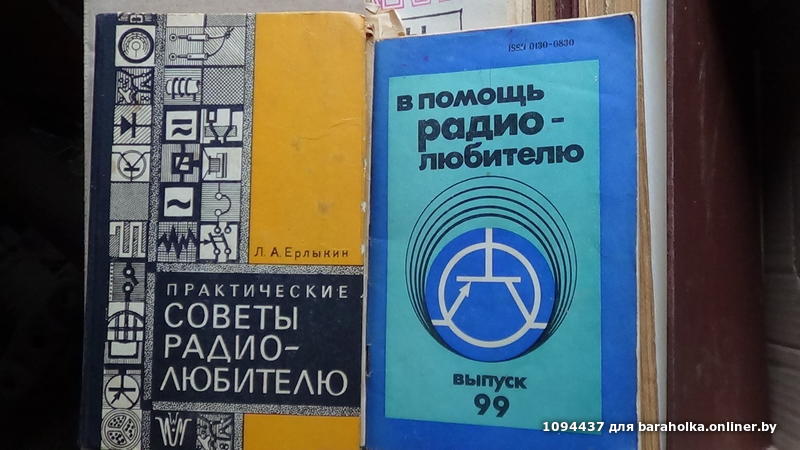 Л. А. Ерлыкин
ПРАКТИЧЕСКИЕ
СОВЕТЫ
РАДИО-
ЛЮБИТЕЛЮ
ISSN 0130-0830
В ПОМОЩЬ
РАДИО-
ЛЮБИТЕЛЮ
ВЫПУСК
99
1094437 для baraholka.onliner.by